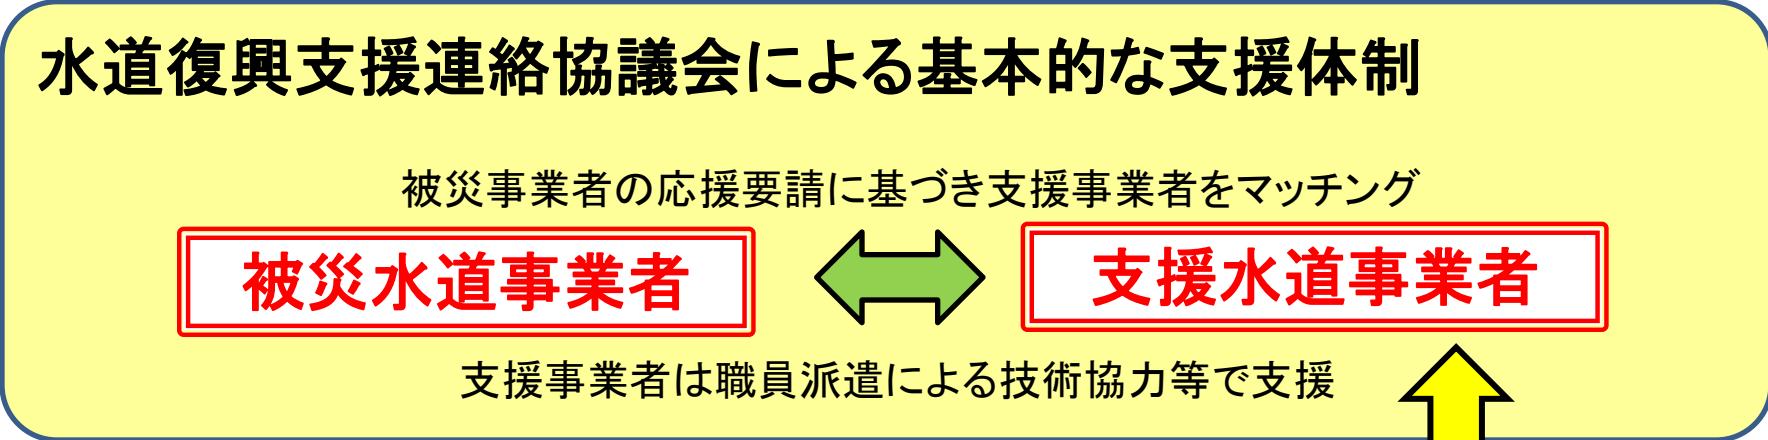 水道復興支援連絡協議会による基本的な支援体制
被災事業者の応援要請に基づき支援事業者をマッチング
被災水道事業者
支援水道事業者
支援事業者は職員派遣による技術協力等で支援